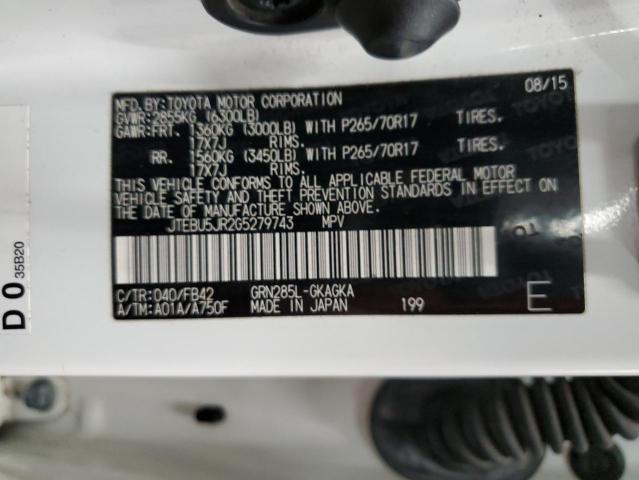 08/15
MFD.BY:TOYOTA MOTOR CORPORATION
GVWR:2855KG (6300LB)
GAWR:FRT. 1360KG (3000LB) WITH P265/70R17 TIRES.
17X7J RIMS.
RR. 1560KG (3450LB) WITH P265/70R17 TIRES.
17X7J RIMS.
THIS VEHICLE CONFORMS TO ALL APPLICABLE FEDERAL MOTOR
VEHICLE SAFETY AND THEFT PREVENTION STANDARDS IN EFFECT ON
THE DATE OF MANUFACTURE SHOWN ABOVE.
JTEBU5JR2G5279743 MPV
C/TR:040/FB42 GRN285L-GKAGKA
A/TM:A01A/A750F MADE IN JAPAN 199 E
D 0 35B20